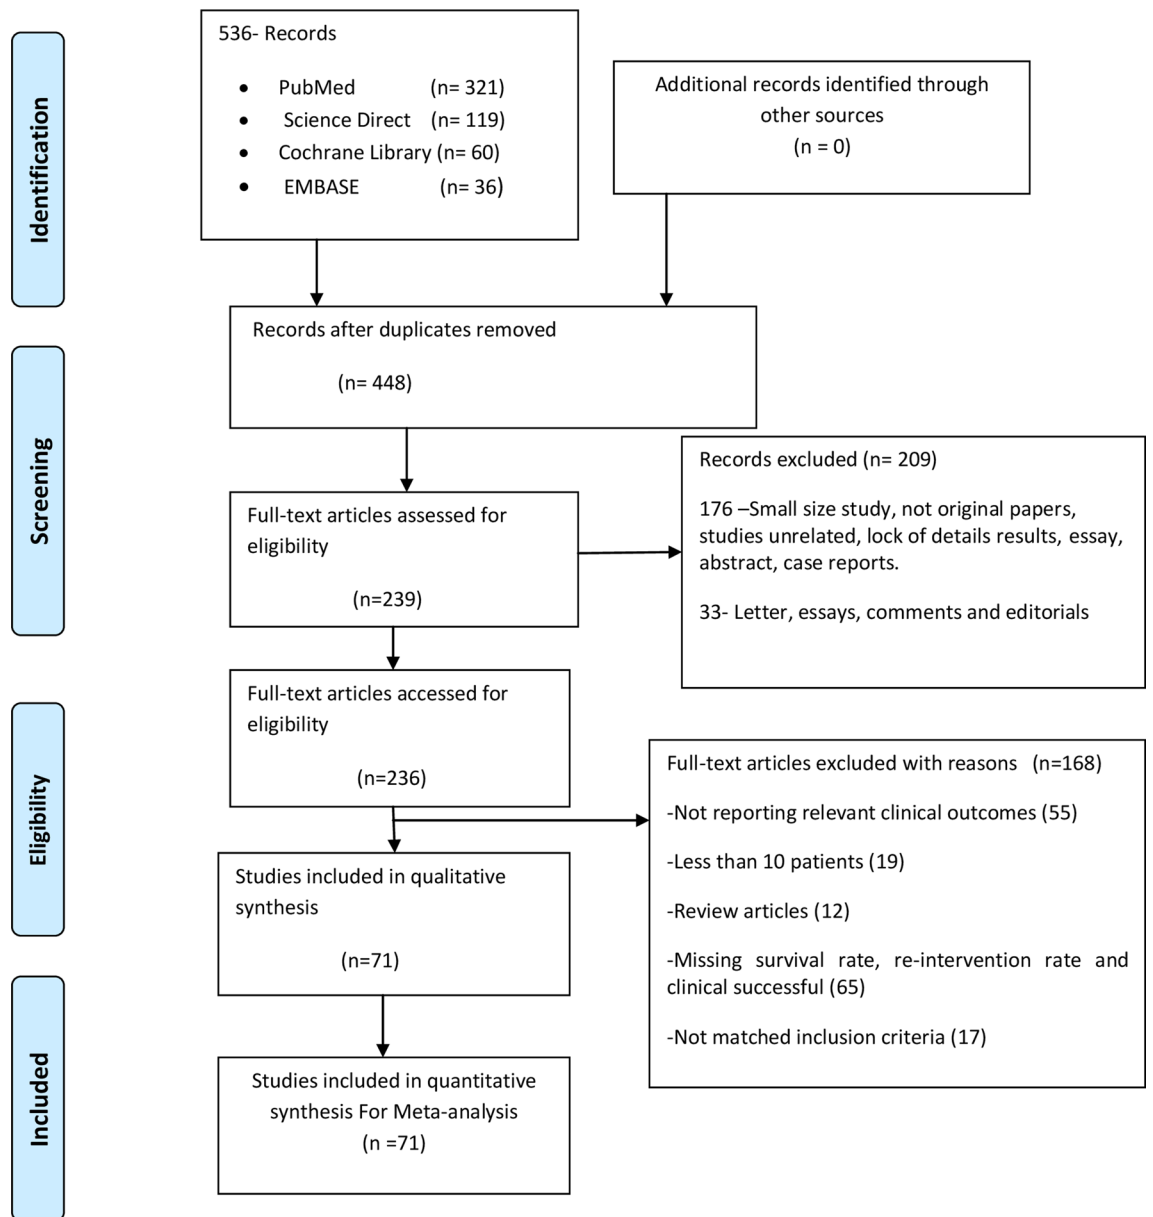 Identification
536- Records
• PubMed (n= 321)
• Science Direct (n= 119)
• Cochrane Library (n= 60)
• EMBASE (n= 36)
Additional records identified through
other sources
(n = 0)
Records after duplicates removed
(n= 448)
Screening
Full-text articles assessed for
eligibility
(n=239)
Records excluded (n= 209)
176 –Small size study, not original papers,
studies unrelated, lack of details results, essay,
abstract, case reports.
33- Letter, essays, comments and editorials
Eligibility
Full-text articles accessed for
eligibility
(n=236)
Full-text articles excluded with reasons (n=168)
-Not reporting relevant clinical outcomes (55)
-Less than 10 patients (19)
-Review articles (12)
-Missing survival rate, re-intervention rate and
clinical successful (65)
-Not matched inclusion criteria (17)
Studies included in qualitative
synthesis
(n=71)
Included
Studies included in quantitative
synthesis For Meta-analysis
(n =71)